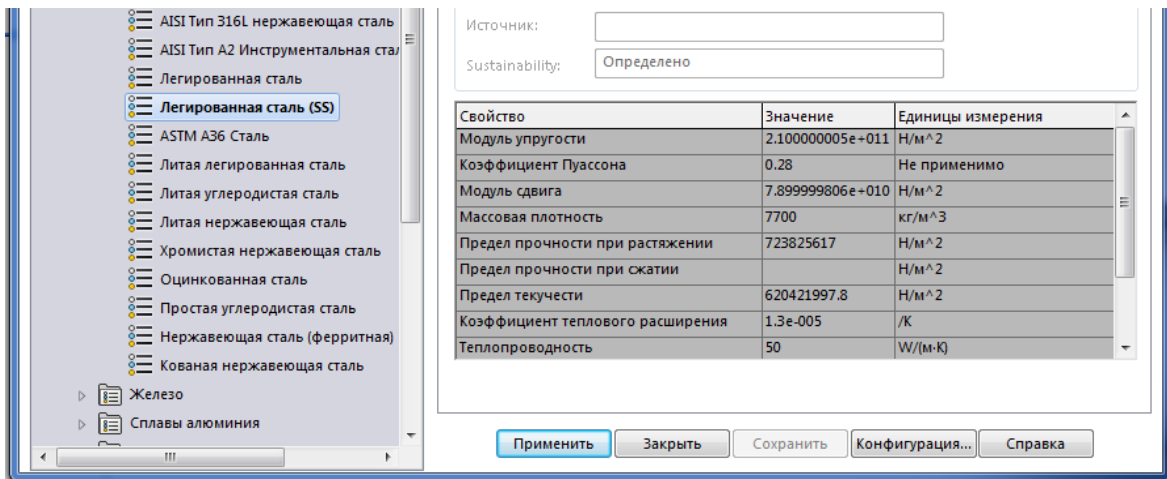 AISI Тип 316L нержавеющая сталь
AISI Тип A2 Инструментальная стал
Легированная сталь
Легированная сталь (SS)
ASTM A36 Сталь
Литая легированная сталь
Литая углеродистая сталь
Литая нержавеющая сталь
Хромистая нержавеющая сталь
Оцинкованная сталь
Простая углеродистая сталь
Нержавеющая сталь (ферритная)
Кованая нержавеющая сталь
Железо
Сплавы алюминия
Источник:
Sustainability: Определено
Свойство Значение Единицы измерения
Модуль упругости 2.100000005e+011 Н/м^2
Коэффициент Пуассона 0.28 Не применимо
Модуль сдвига 7.899999806e+010 Н/м^2
Массовая плотность 7700 кг/м^3
Предел прочности при растяжении 723825617 Н/м^2
Предел прочности при сжатии Н/м^2
Предел текучести 620421997.8 Н/м^2
Коэффициент теплового расширения 1.3e-005 /K
Теплопроводность 50 W/(м·K)
Применить Закрыть Сохранить Конфигурация... Справка